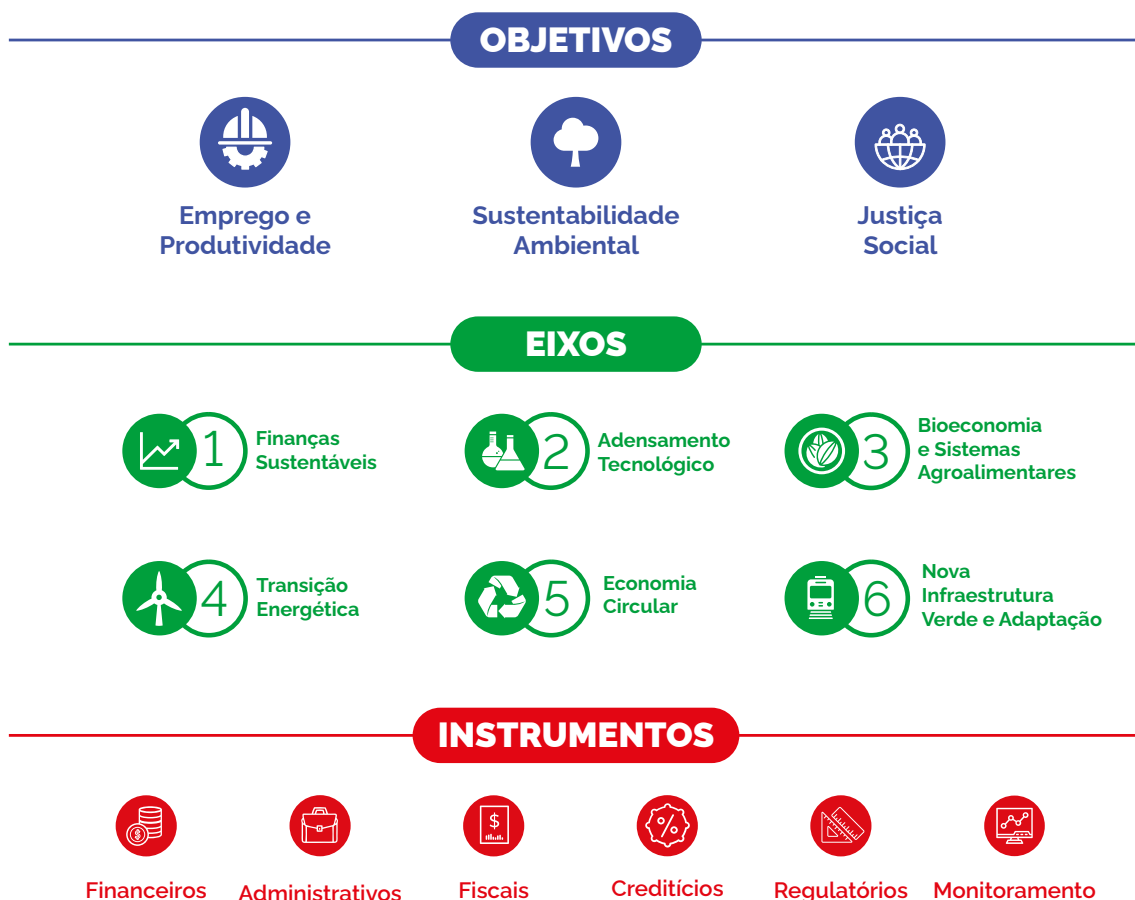 OBJETIVOS
Emprego e
Produtividade
Sustentabilidade
Ambiental
Justiça
Social
EIXOS
1
Finanças
Sustentáveis
2
Adensamento
Tecnológico
3
Bioeconomia
e Sistemas
Agroalimentares
4
Transição
Energética
5
Economia
Circular
6
Nova
Infraestrutura
Verde e Adaptação
INSTRUMENTOS
$
$
%
Financeiros
Administrativos
Fiscais
Creditícios
Regulatórios
Monitoramento